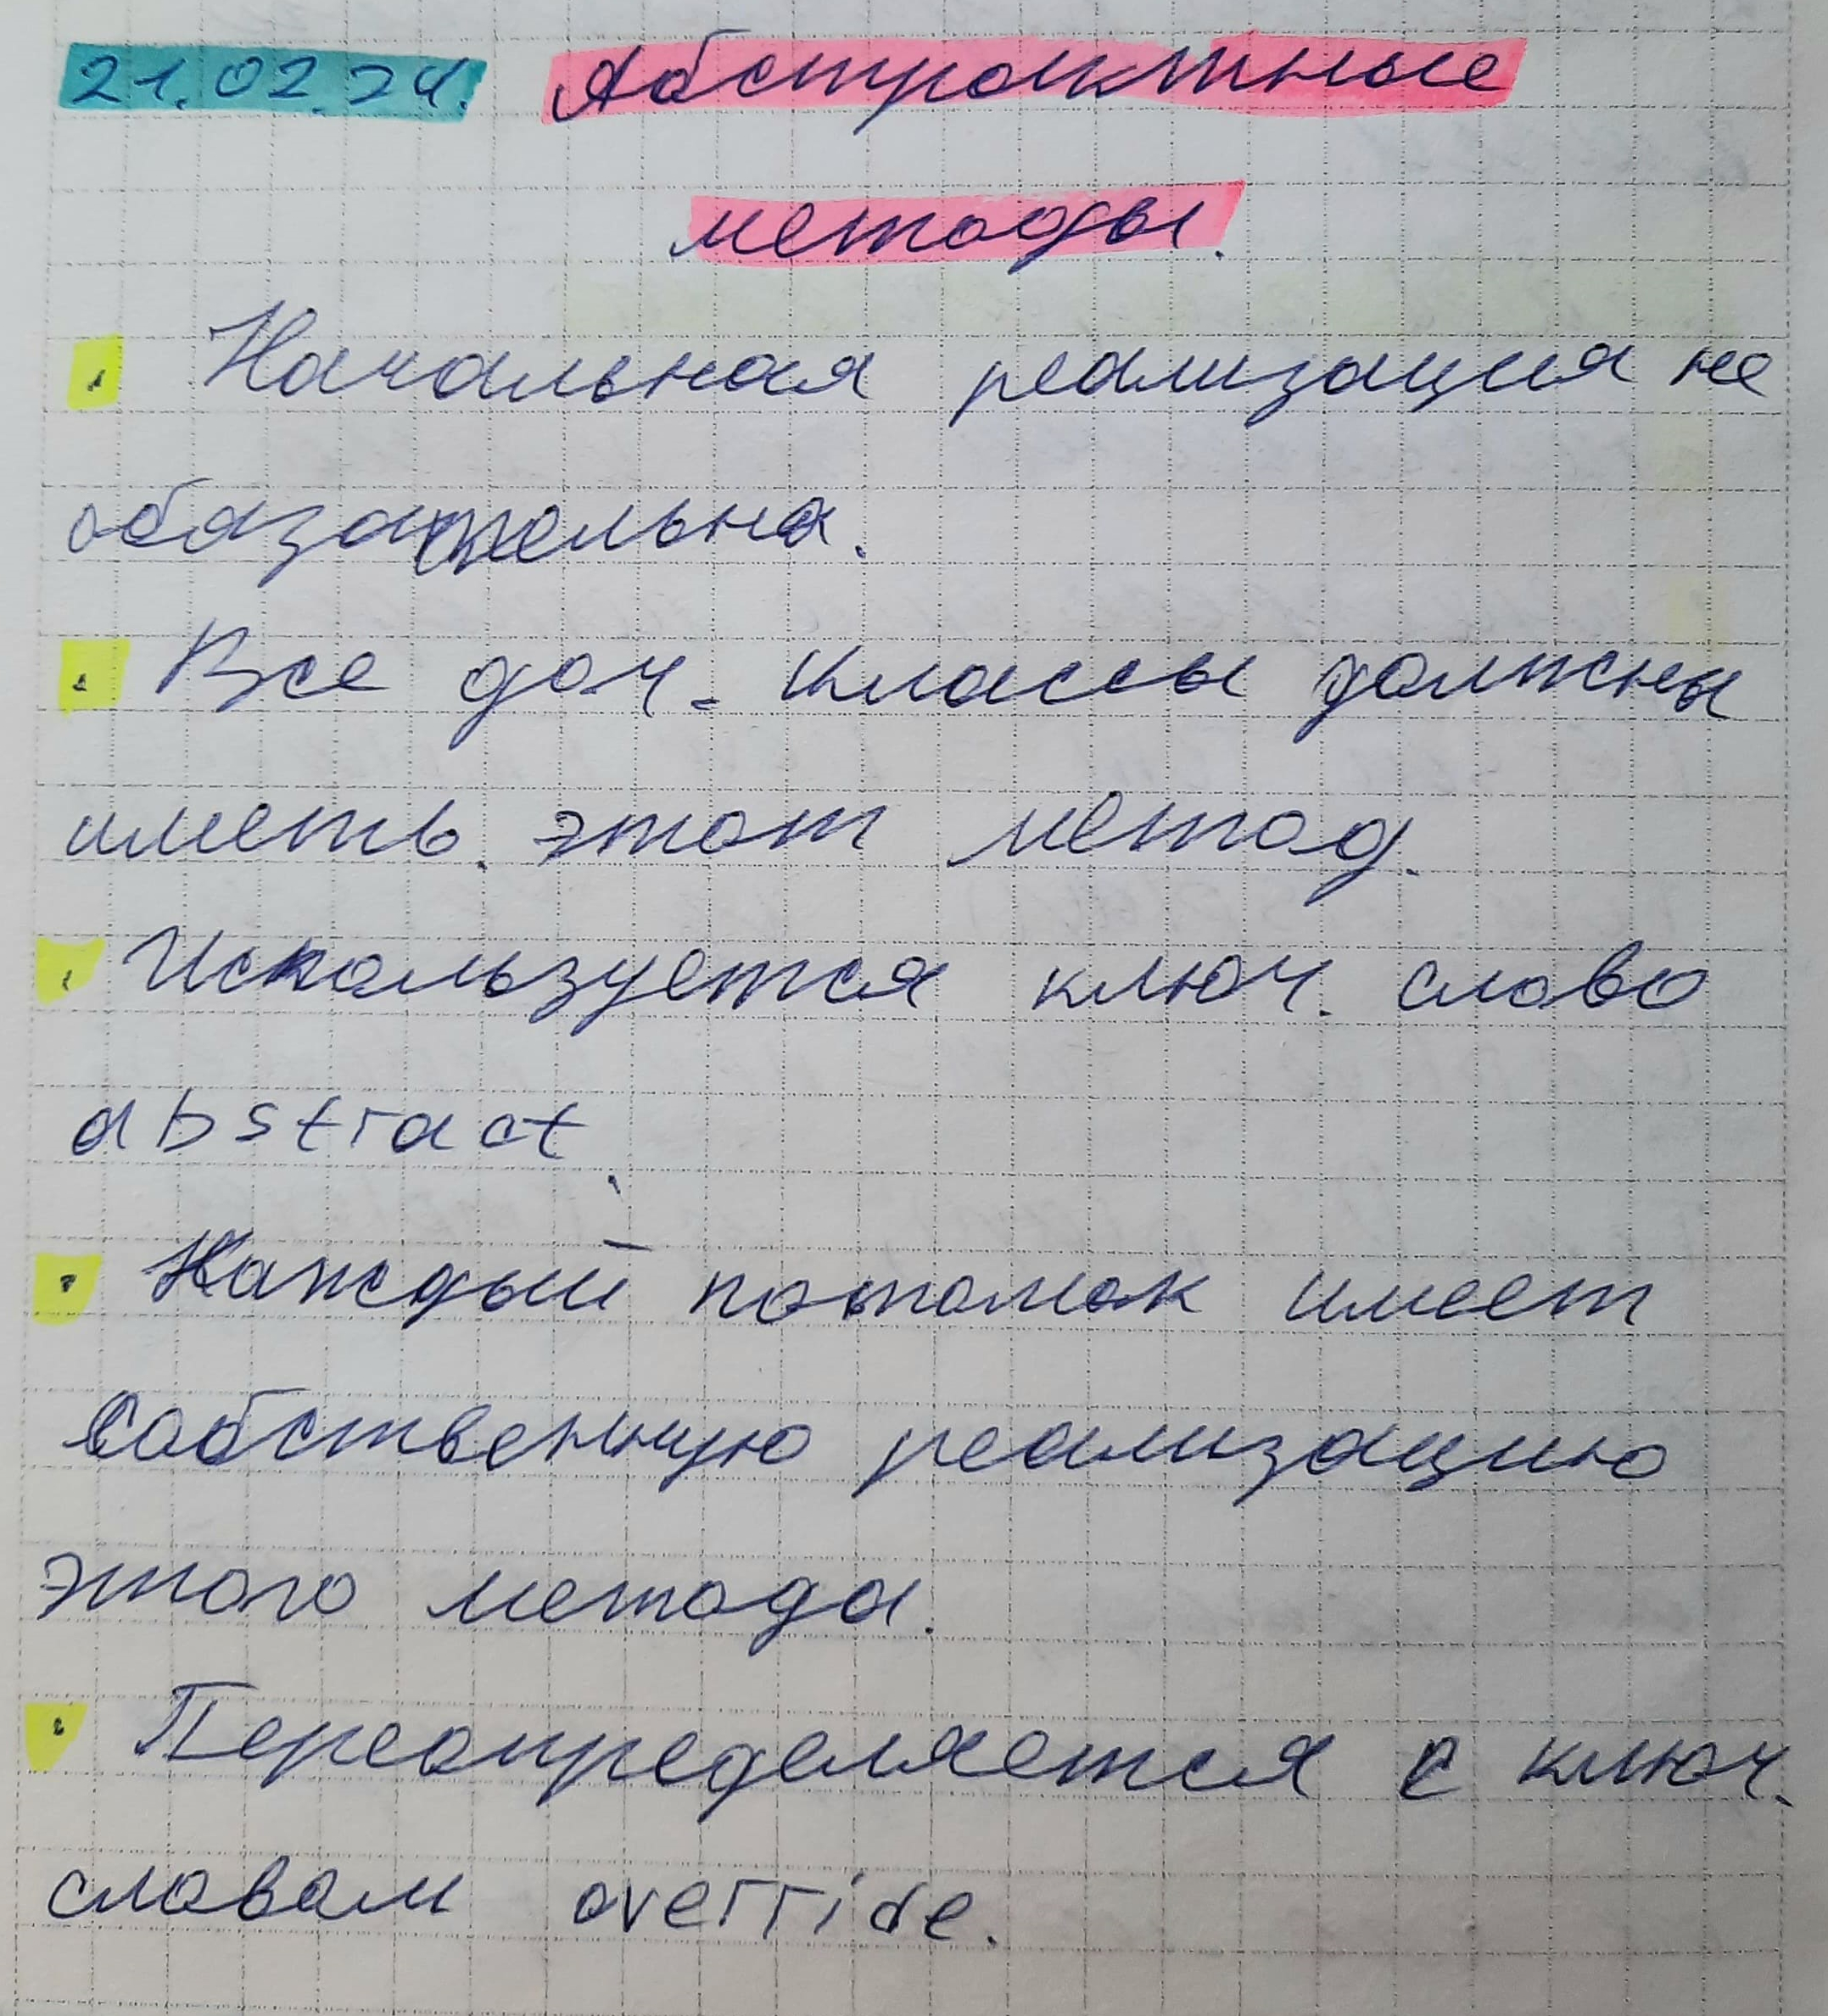 21.02.24. Абстрактные
методы.
• Начальная реализация не
обязательна.
• Все доч. классы должны
иметь этот метод.
• Используется ключ. слово
abstract.
• Каждый потомок имеет
собственную реализацию
этого метода.
• Переопределяется с ключ.
словом override.